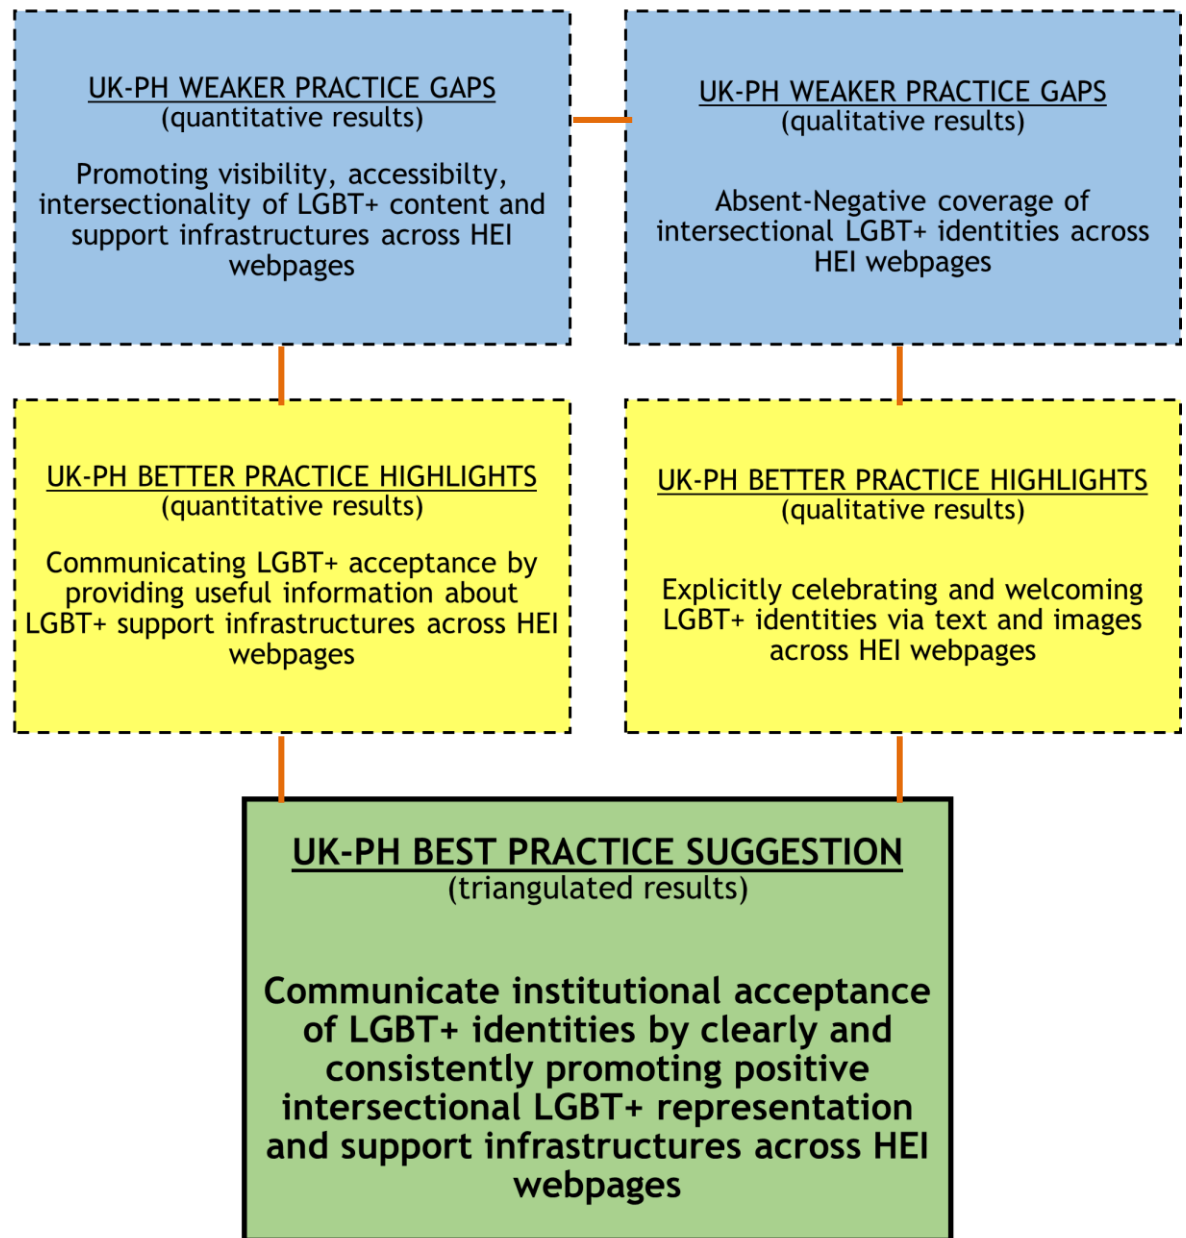 UK-PH WEAKER PRACTICE GAPS
(quantitative results)
Promoting visibility, accessibilty,
intersectionality of LGBT+ content and
support infrastructures across HEI
webpages
UK-PH WEAKER PRACTICE GAPS
(qualitative results)
Absent-Negative coverage of
intersectional LGBT+ identities across
HEI webpages
UK-PH BETTER PRACTICE HIGHLIGHTS
(quantitative results)
Communicating LGBT+ acceptance by
providing useful information about
LGBT+ support infrastructures across HEI
webpages
UK-PH BETTER PRACTICE HIGHLIGHTS
(qualitative results)
Explicitly celebrating and welcoming
LGBT+ identities via text and images
across HEI webpages
UK-PH BEST PRACTICE SUGGESTION
(triangulated results)
Communicate institutional acceptance
of LGBT+ identities by clearly and
consistently promoting positive
intersectional LGBT+ representation
and support infrastructures across HEI
webpages